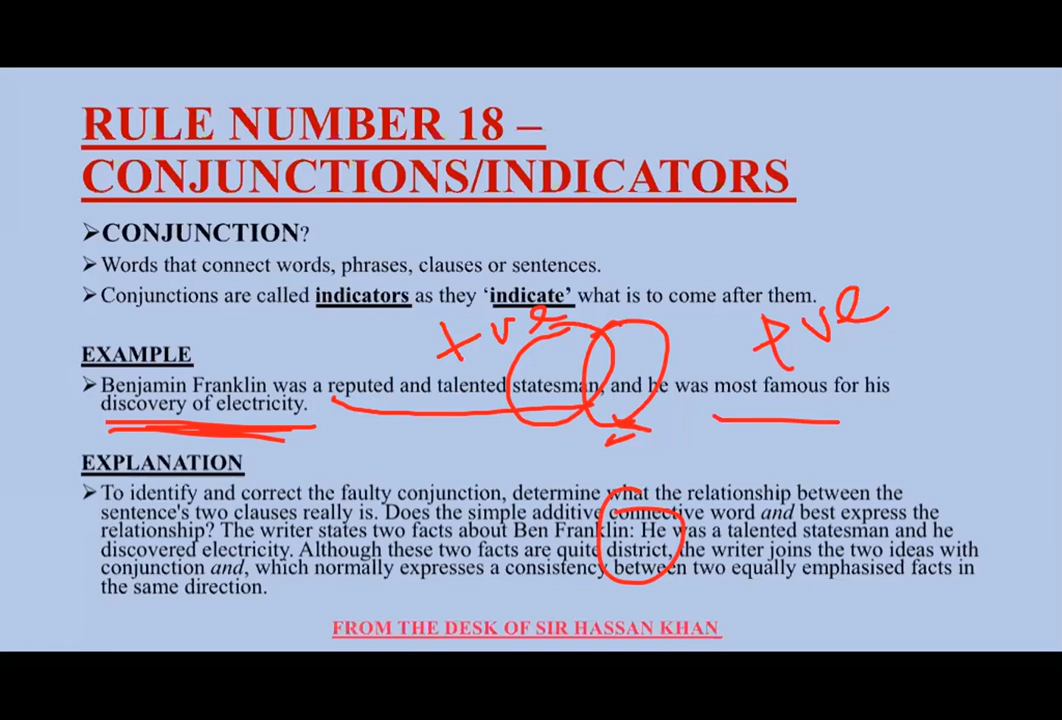 RULE NUMBER 18 –
CONJUNCTIONS/INDICATORS
➢CONJUNCTION?
➢Words that connect words, phrases, clauses or sentences.
➢Conjunctions are called indicators as they ‘indicate’ what is to come after them.
+ve
+ve
EXAMPLE
➢Benjamin Franklin was a reputed and talented statesman, and he was most famous for his
discovery of electricity.
EXPLANATION
➢To identify and correct the faulty conjunction, determine what the relationship between the
sentence's two clauses really is. Does the simple additive connective word and best express the
relationship? The writer states two facts about Ben Franklin: He was a talented statesman and he
discovered electricity. Although these two facts are quite district, the writer joins the two ideas with
conjunction and, which normally expresses a consistency between two equally emphasised facts in
the same direction.
FROM THE DESK OF SIR HASSAN KHAN